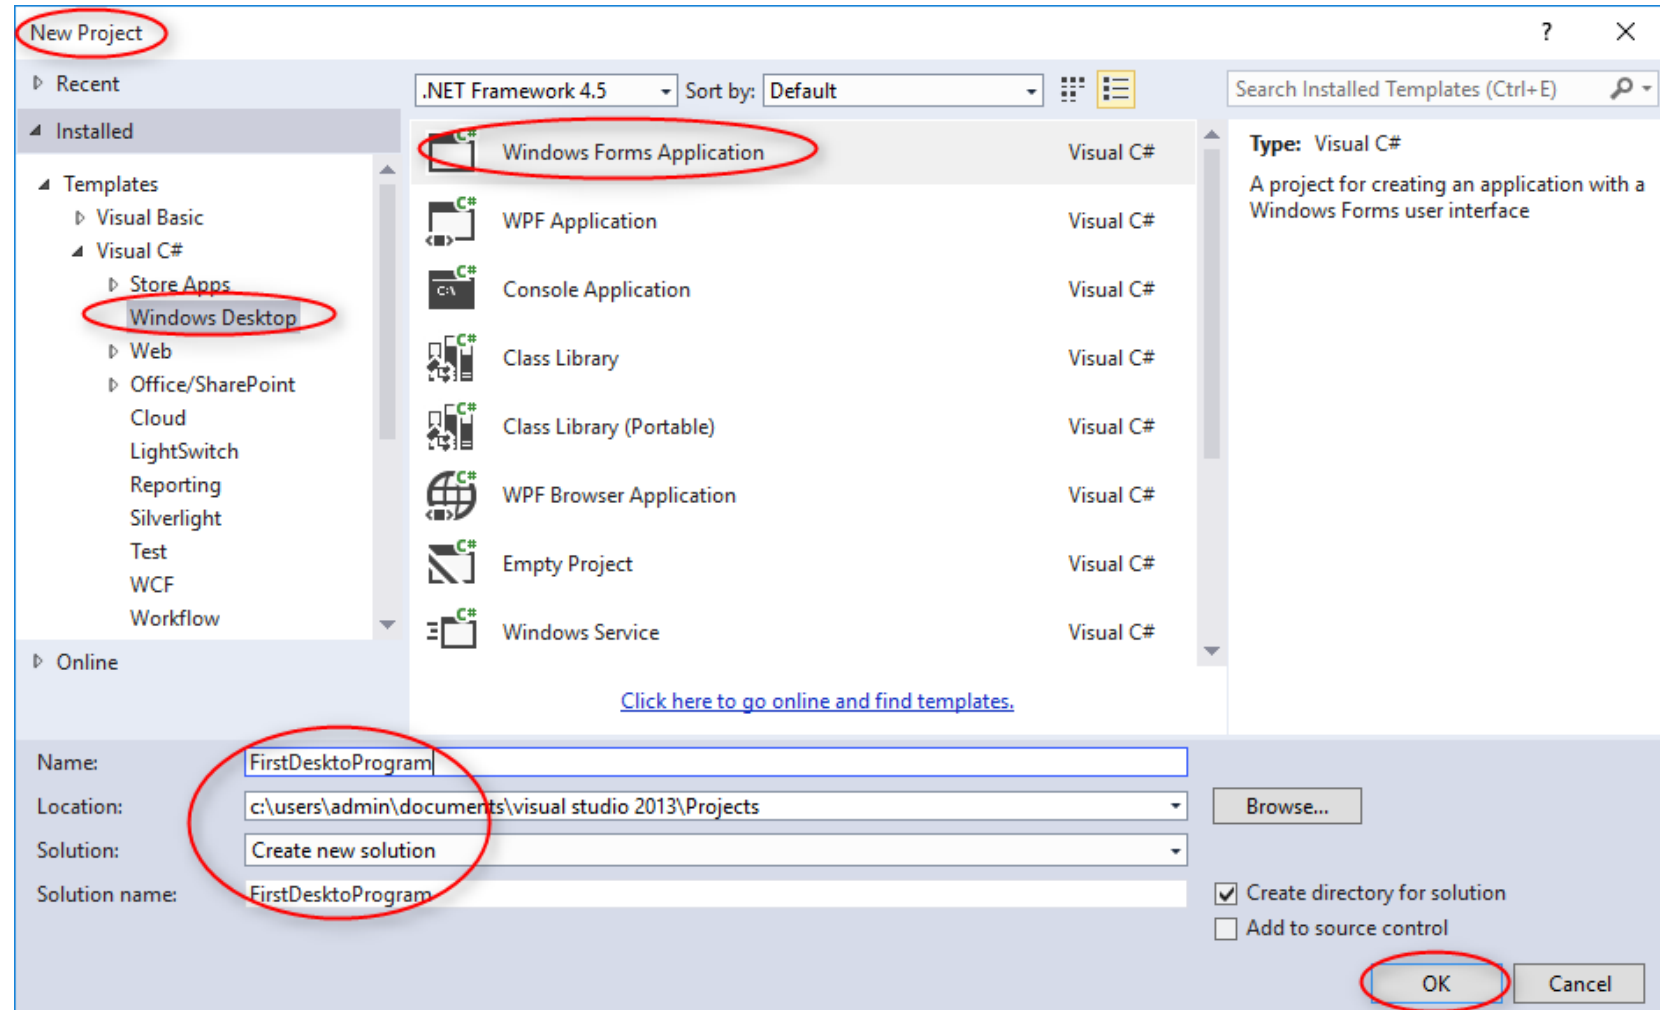 New Project
?
Recent
.NET Framework 4.5
Sort by: Default
Search Installed Templates (Ctrl+E)
Installed
Templates
Visual Basic
Visual C#
Store Apps
Windows Desktop
Web
Office/SharePoint
Cloud
LightSwitch
Reporting
Silverlight
Test
WCF
Workflow
Online
Windows Forms Application Visual C#
WPF Application Visual C#
Console Application Visual C#
Class Library Visual C#
Class Library (Portable) Visual C#
WPF Browser Application Visual C#
Empty Project Visual C#
Windows Service Visual C#
Click here to go online and find templates.
Type: Visual C#
A project for creating an application with a
Windows Forms user interface
Name: FirstDesktoProgram
Location: c:\users\admin\documents\visual studio 2013\Projects
Browse...
Solution: Create new solution
Solution name: FirstDesktoProgram
Create directory for solution
Add to source control
OK
Cancel